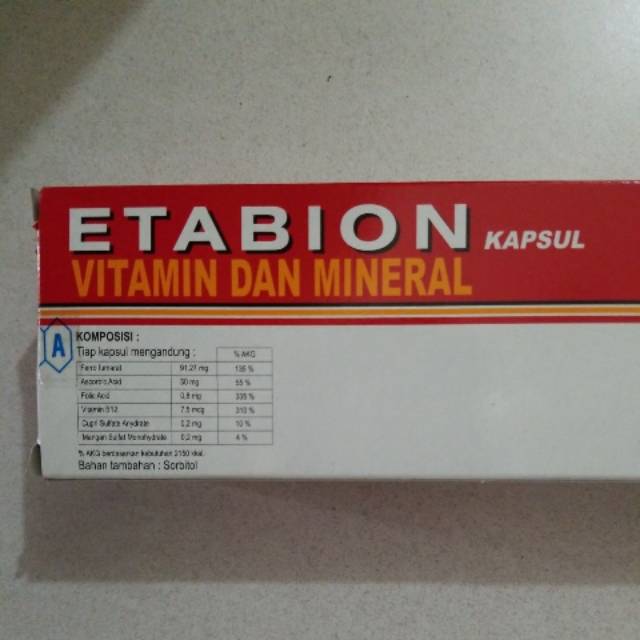 ETABION KAPSUL
VITAMIN DAN MINERAL
A
KOMPOSISI :
Tiap kapsul mengandung : % AKG
Ferro fumarat 91,27 mg 135 %
Ascorbic Acid 30 mg 55 %
Folic Acid 0,8 mg 335 %
Vitamin B12 7,5 mcg 310 %
Cupri Sulfate Anydrate 0,2 mg 10 %
Mangan Sulfat Monohydrate 0,2 mg 4 %
% AKG berdasarkan kebutuhan 2150 kkal.
Bahan tambahan : Sorbitol